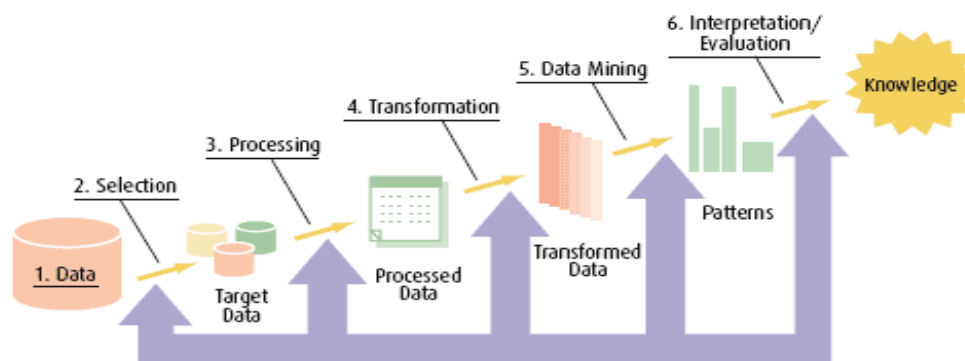 6. Interpretation/
Evaluation
Knowledge
5. Data Mining
4. Transformation
3. Processing
2. Selection
1. Data
Target
Data
Processed
Data
Transformed
Data
Patterns